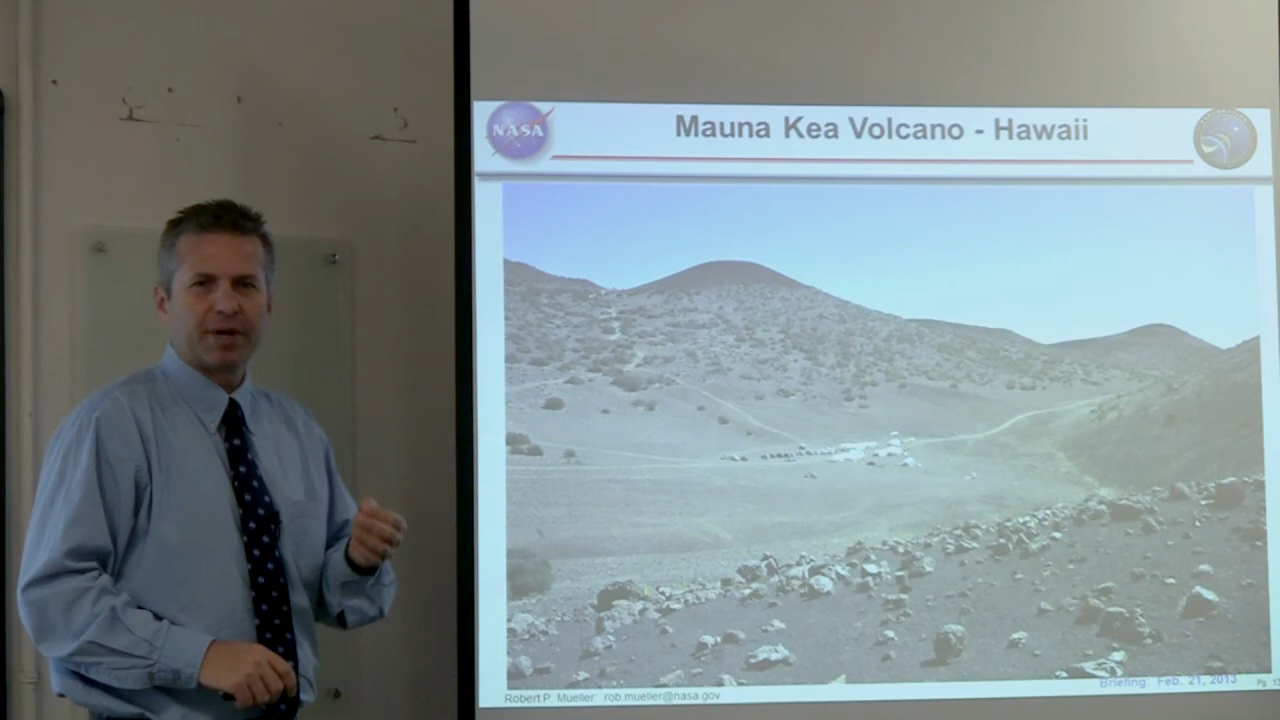 NASA
Mauna Kea Volcano - Hawaii
Briefing: Feb. 21, 2013
Robert P. Mueller: rob.mueller@nasa.gov